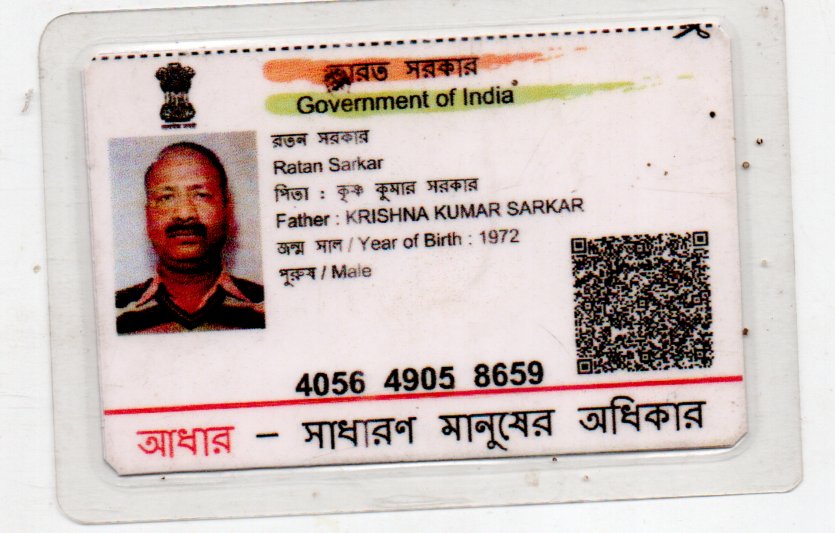 ভারত সরকার
Government of India
রতন সরকার
Ratan Sarkar
পিতা : কৃষ্ণ কুমার সরকার
Father : KRISHNA KUMAR SARKAR
জন্ম সাল / Year of Birth : 1972
পুরুষ / Male
4056 4905 8659
আধার – সাধারণ মানুষের অধিকার